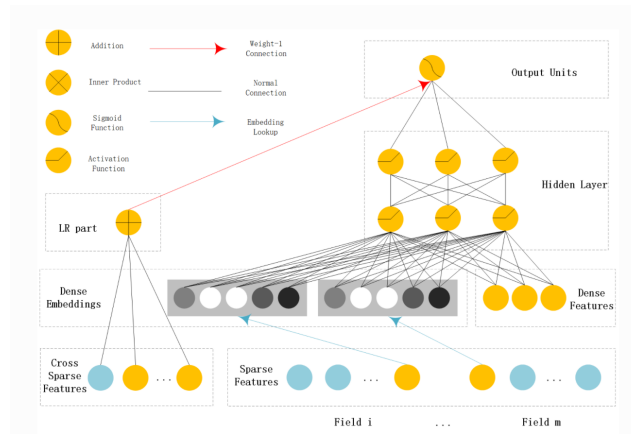 Addition
Weight-1
Connection
Inner Product
Normal
Connection
Sigmoid
Function
Embedding
Lookup
Activation
Function
Output Units
Hidden Layer
LR part
Dense
Embeddings
Dense
Features
Cross
Sparse
Features
...
Sparse
Features
...
...
Field i
...
Field m